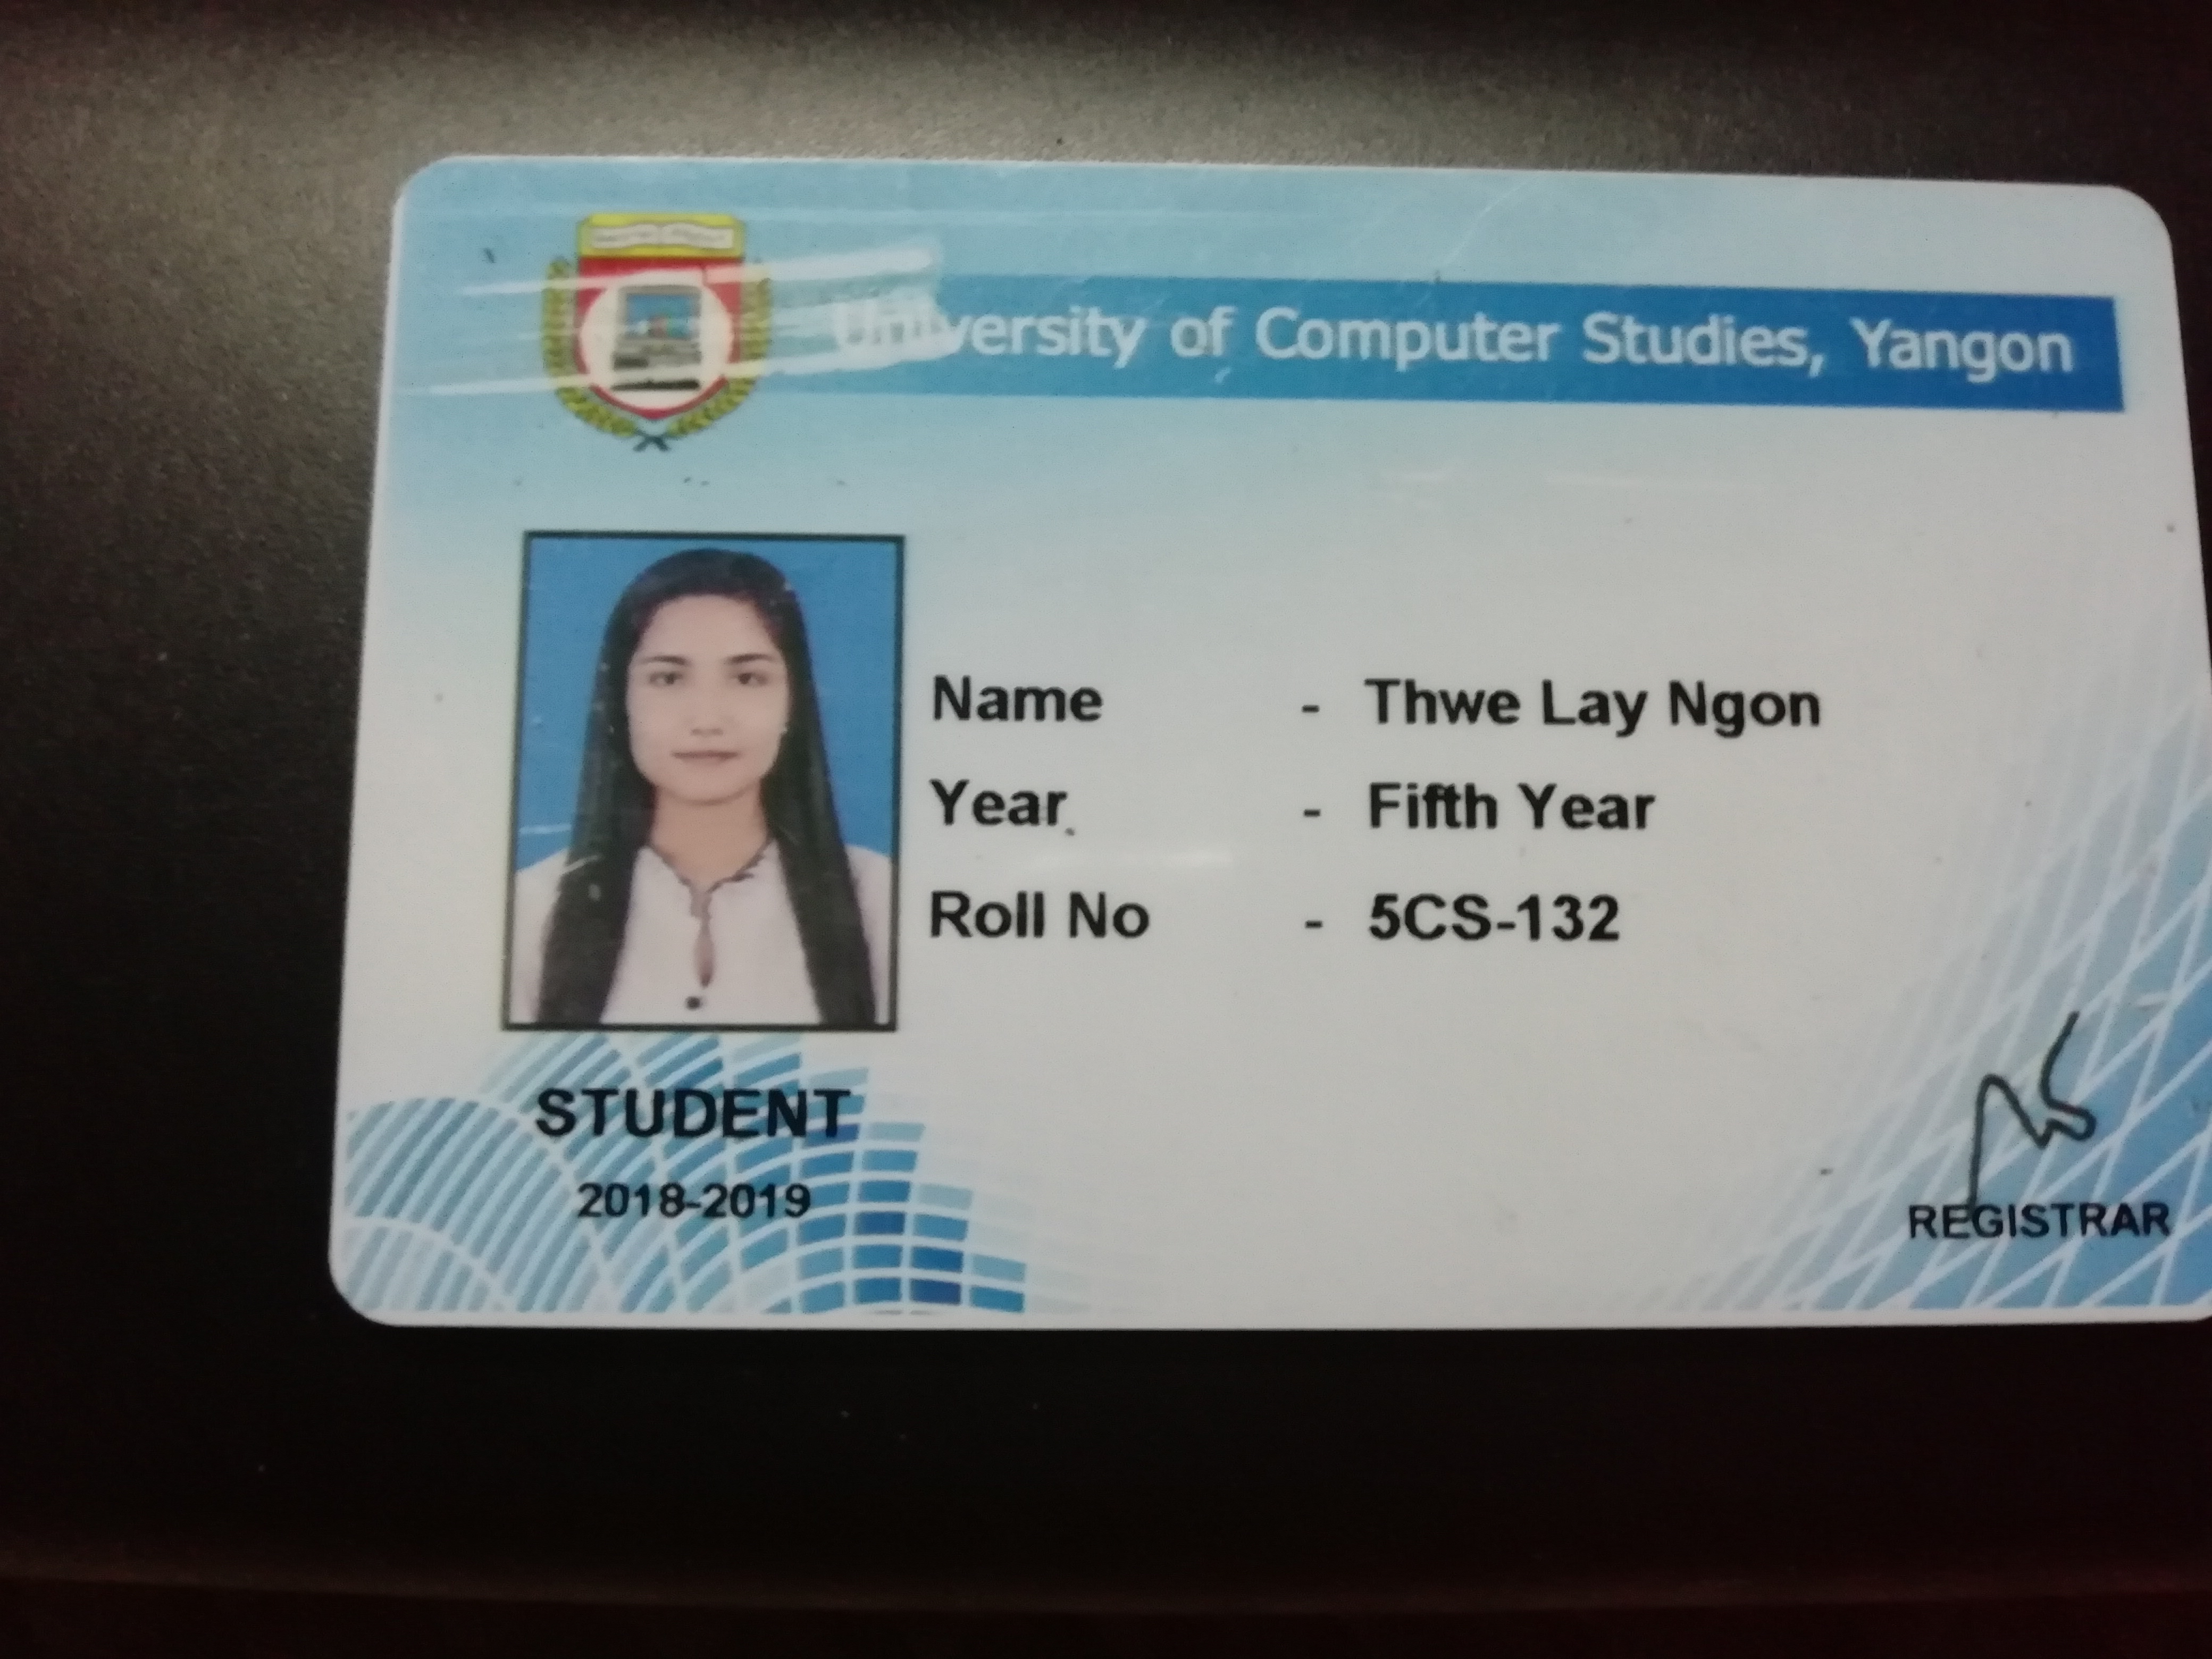 University of Computer Studies, Yangon
Name - Thwe Lay Ngon
Year - Fifth Year
Roll No - 5CS-132
STUDENT
2018-2019
REGISTRAR